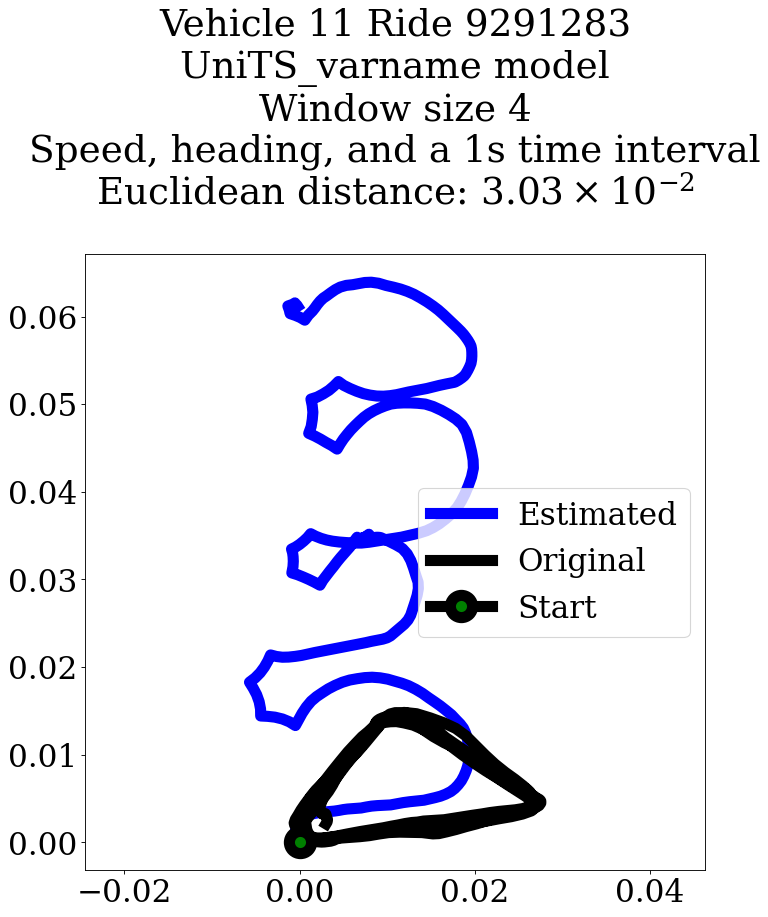 Vehicle 11 Ride 9291283
UniTS_varname model
Window size 4
Speed, heading, and a 1s time interval
Euclidean distance: $3.03 \times 10^{-2}$
0.06
0.05
0.04
0.03
0.02
0.01
0.00
Estimated
Original
Start
−0.02 0.00 0.02 0.04